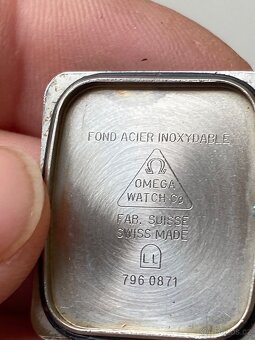 FOND ACIER INOXYDABLE
Ω
OMEGA
WATCH Co
FAB. SUISSE
SWISS MADE
LL
796 0871